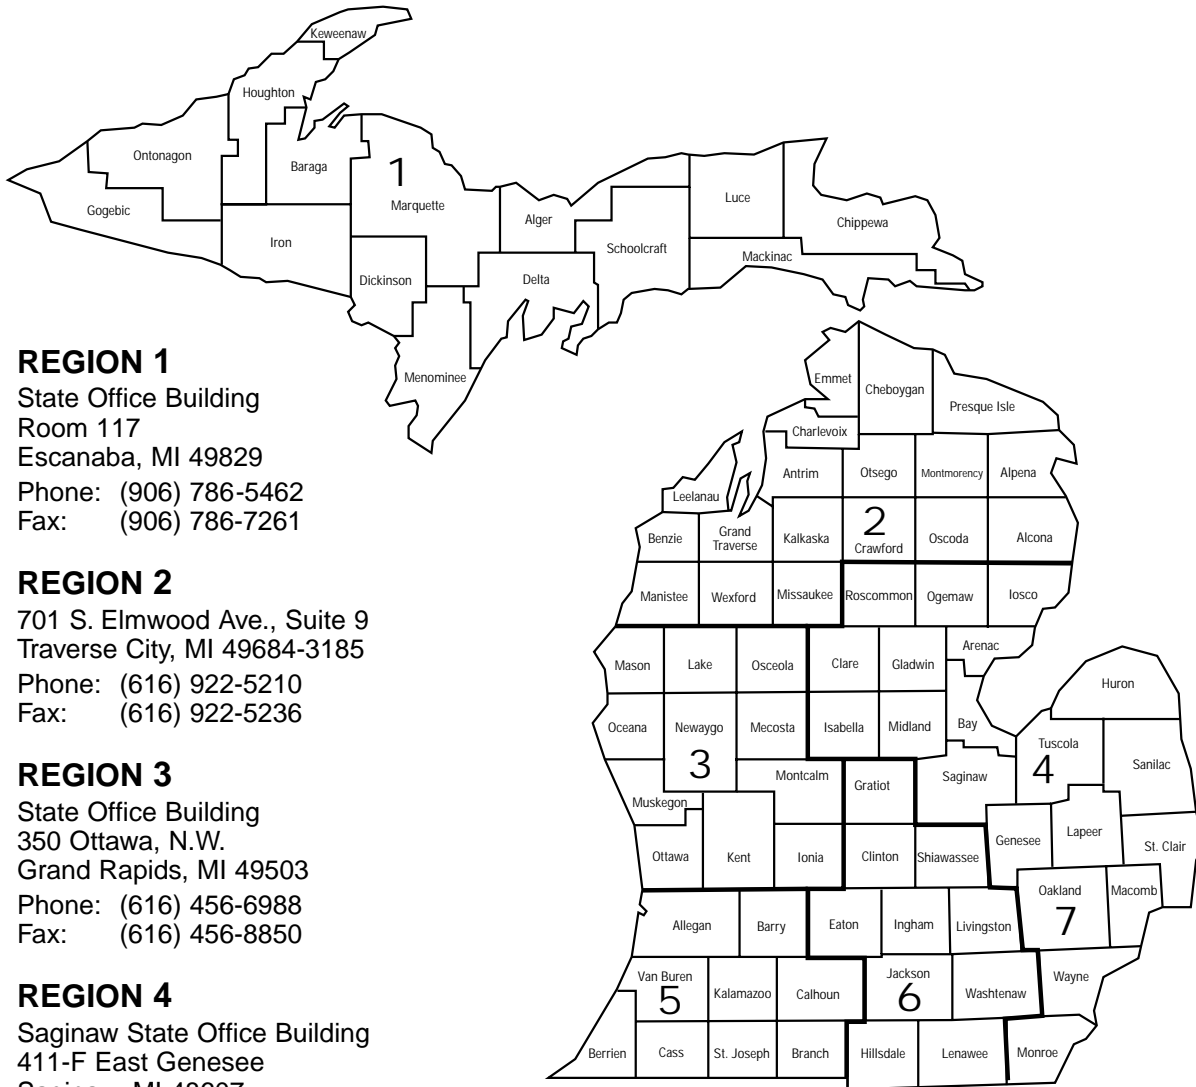 Keweenaw
Houghton
Ontonagon
Baraga
1
Marquette
Gogebic
Iron
Dickinson
Menominee
Alger
Delta
Schoolcraft
Luce
Chippewa
Mackinac
REGION 1
State Office Building
Room 117
Escanaba, MI 49829
Phone: (906) 786-5462
Fax: (906) 786-7261
REGION 2
701 S. Elmwood Ave., Suite 9
Traverse City, MI 49684-3185
Phone: (616) 922-5210
Fax: (616) 922-5236
REGION 3
State Office Building
350 Ottawa, N.W.
Grand Rapids, MI 49503
Phone: (616) 456-6988
Fax: (616) 456-8850
REGION 4
Saginaw State Office Building
411-F East Genesee
Emmet
Cheboygan
Presque Isle
Charlevoix
Antrim
Otsego
Montmorency
Alpena
Leelanau
Benzie
Grand
Traverse
Kalkaska
2
Crawford
Oscoda
Alcona
Manistee
Wexford
Missaukee
Roscommon
Ogemaw
Iosco
Mason
Lake
Osceola
Clare
Gladwin
Arenac
Huron
Oceana
Newaygo
Mecosta
Isabella
Midland
Bay
Tuscola
Sanilac
3
4
Muskegon
Montcalm
Gratiot
Saginaw
Ottawa
Kent
Ionia
Clinton
Shiawassee
Genesee
Lapeer
St. Clair
Allegan
Barry
Eaton
Ingham
Livingston
Oakland
Macomb
7
Van Buren
5
Kalamazoo
Calhoun
Jackson
6
Washtenaw
Wayne
Berrien
Cass
St. Joseph
Branch
Hillsdale
Lenawee
Monroe